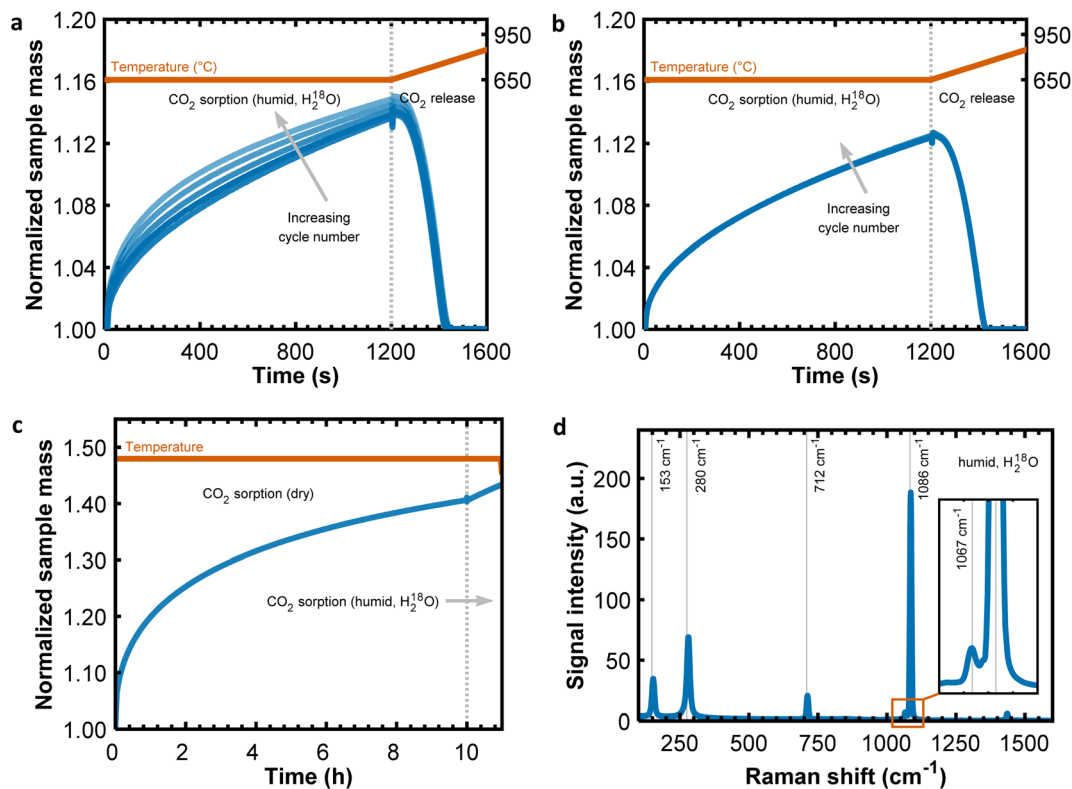 a
Normalized sample mass
1.20
1.16
1.12
1.08
1.04
1.00
950
650
Temperature (°C)
CO₂ sorption (humid, H₂¹⁸O)
CO₂ release
Increasing
cycle number
0 400 800 1200 1600
Time (s)
b
Normalized sample mass
1.20
1.16
1.12
1.08
1.04
1.00
950
650
Temperature (°C)
CO₂ sorption (humid, H₂¹⁸O)
CO₂ release
Increasing
cycle number
0 400 800 1200 1600
Time (s)
c
Normalized sample mass
1.50
1.40
1.30
1.20
1.10
1.00
Temperature
CO₂ sorption (dry)
CO₂ sorption (humid, H₂¹⁸O)
0 2 4 6 8 10
Time (h)
d
Signal intensity (a.u.)
200
150
100
50
0
153 cm⁻¹
280 cm⁻¹
712 cm⁻¹
1086 cm⁻¹
humid, H₂¹⁸O
1067 cm⁻¹
250 500 750 1000 1250 1500
Raman shift (cm⁻¹)